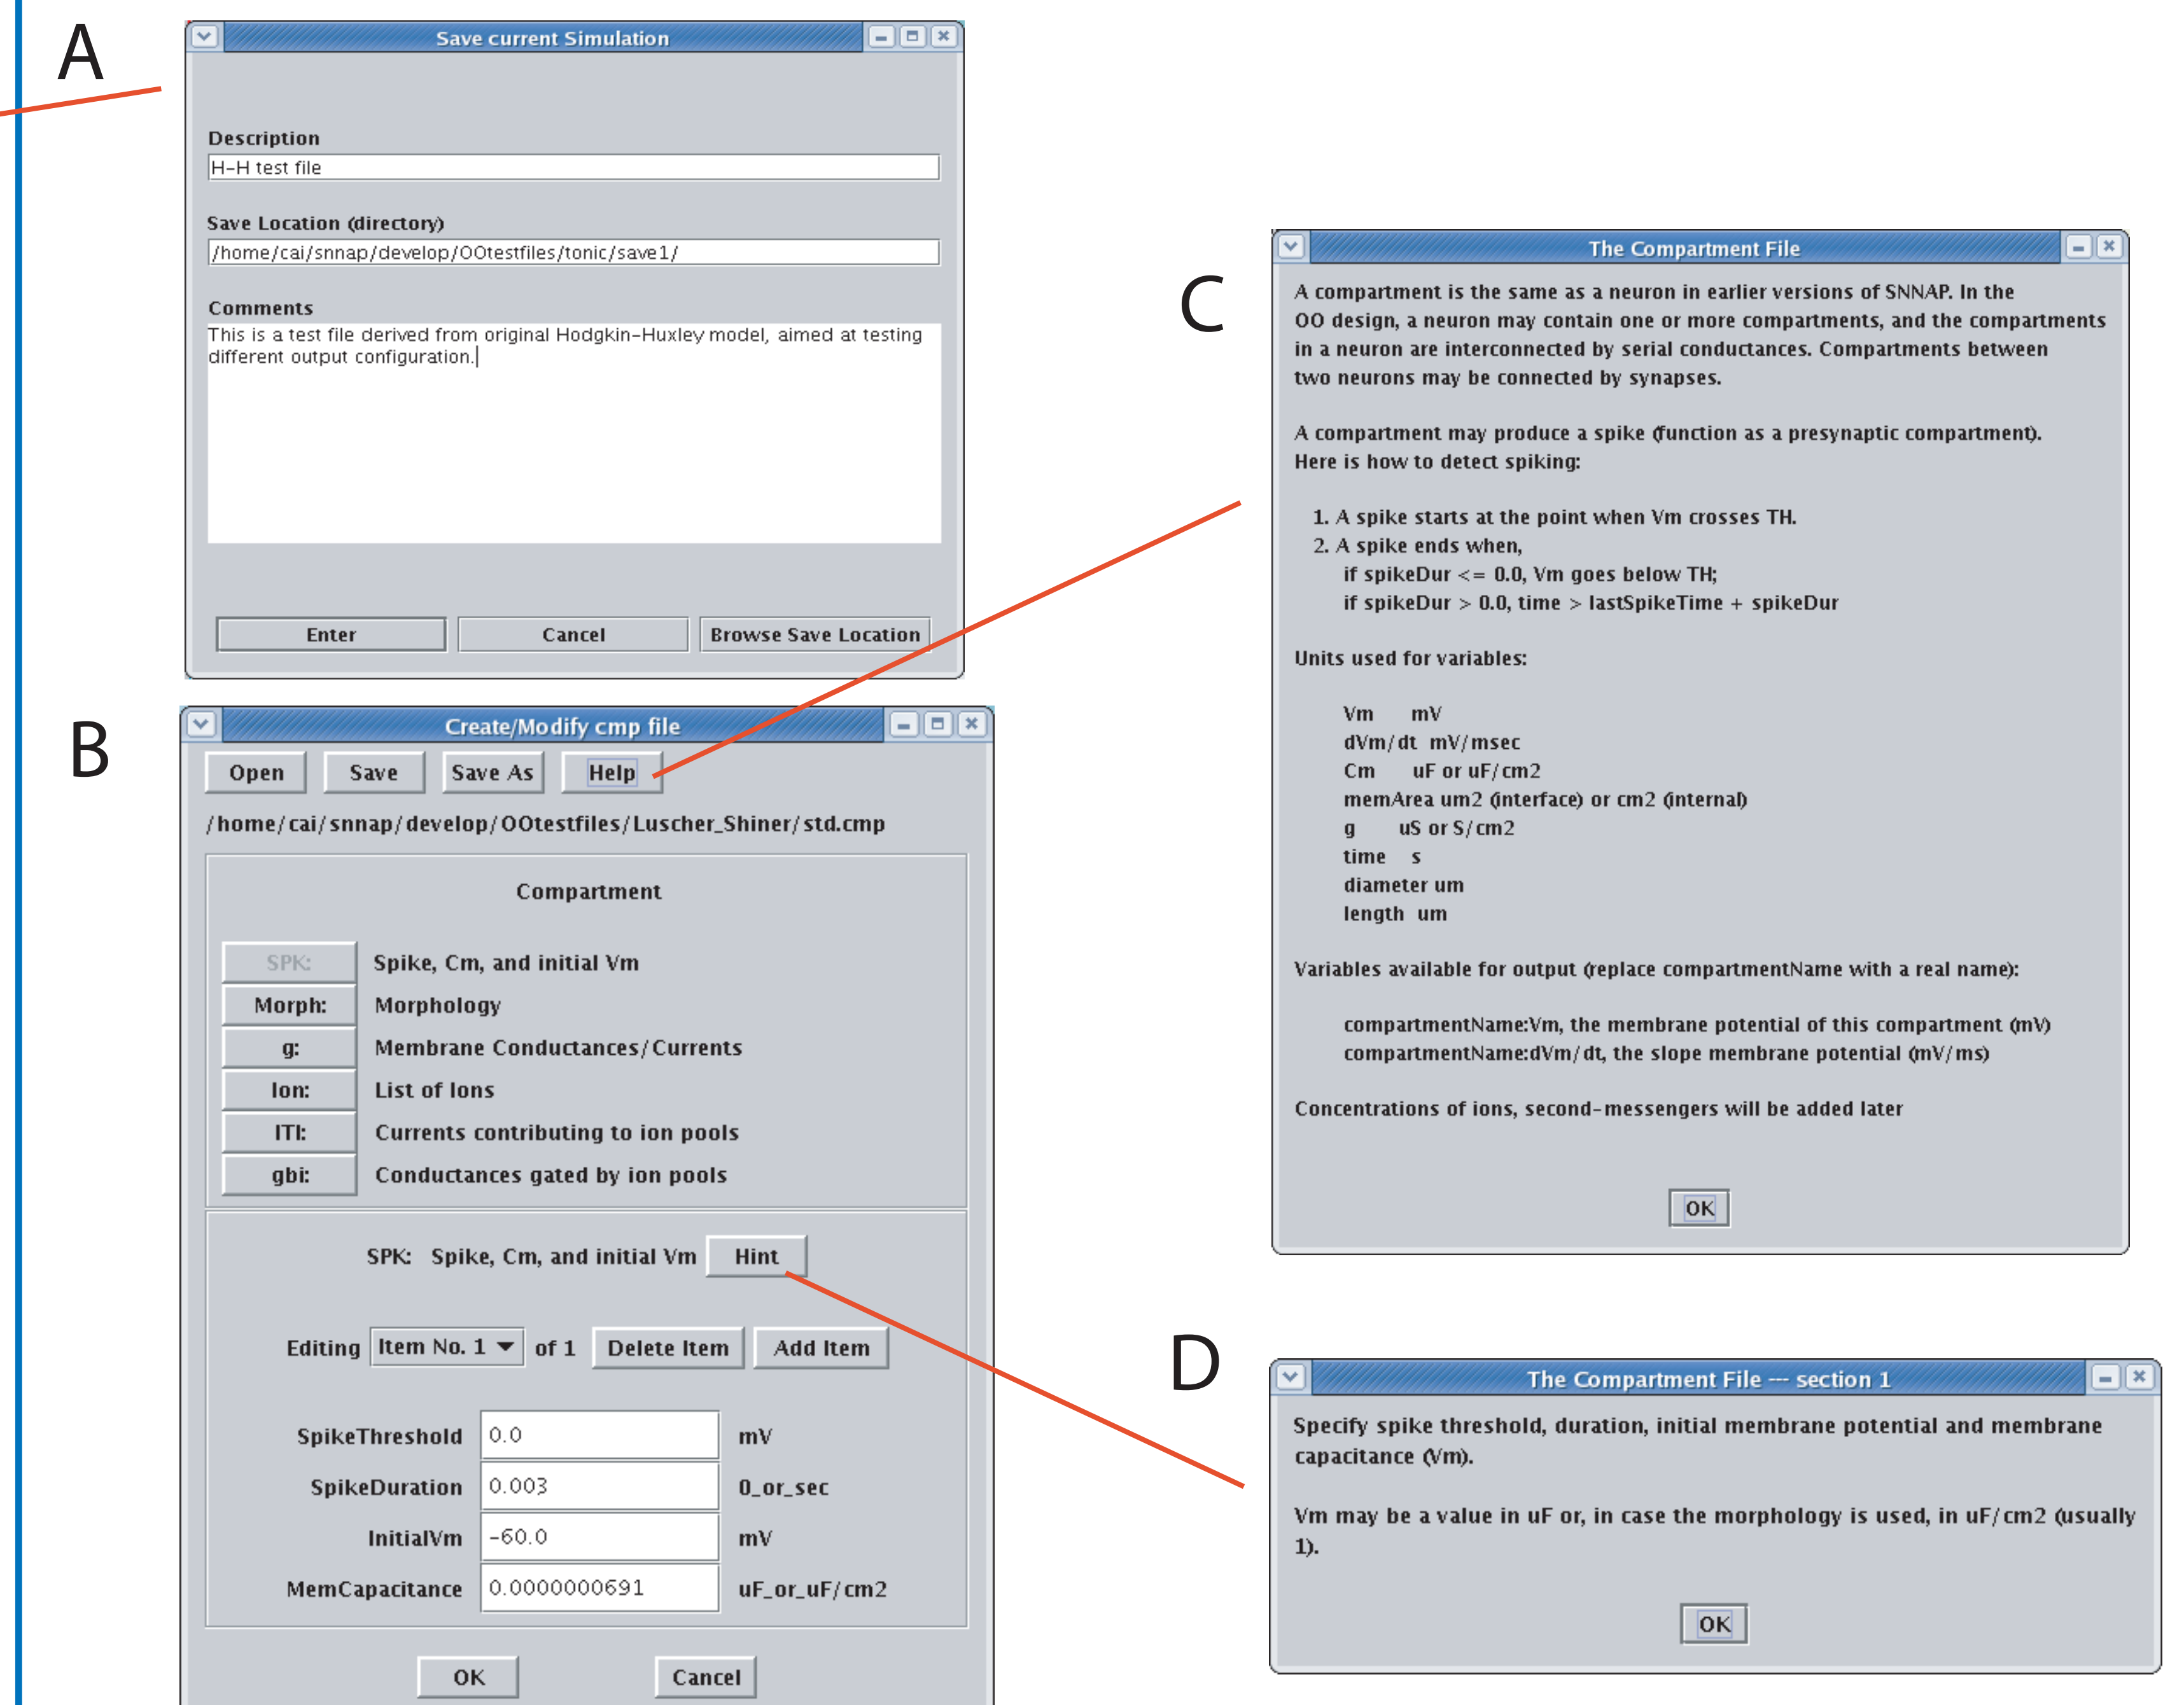 A
Save current Simulation
Description
H-H test file
Save Location (directory)
/home/cai/snnap/develop/OOtestfiles/tonic/save1/
Comments
This is a test file derived from original Hodgkin-Huxley model, aimed at testing
different output configuration.
Enter Cancel Browse Save Location
B
Create/Modify cmp file
Open Save Save As Help
/home/cai/snnap/develop/OOtestfiles/Luscher_Shiner/std.cmp
Compartment
SPK: Spike, Cm, and initial Vm
Morph: Morphology
g: Membrane Conductances/Currents
Ion: List of Ions
ITI: Currents contributing to ion pools
gbi: Conductances gated by ion pools
SPK: Spike, Cm, and initial Vm Hint
Editing Item No. 1 of 1 Delete Item Add Item
SpikeThreshold 0.0 mV
SpikeDuration 0.003 0_or_sec
InitialVm -60.0 mV
MemCapacitance 0.0000000691 uF_or_uF/cm2
OK Cancel
C
The Compartment File
A compartment is the same as a neuron in earlier versions of SNNAP. In the
OO design, a neuron may contain one or more compartments, and the compartments
in a neuron are interconnected by serial conductances. Compartments between
two neurons may be connected by synapses.
A compartment may produce a spike (function as a presynaptic compartment).
Here is how to detect spiking:
1. A spike starts at the point when Vm crosses TH.
2. A spike ends when,
if spikeDur <= 0.0, Vm goes below TH;
if spikeDur > 0.0, time > lastSpikeTime + spikeDur
Units used for variables:
Vm mV
dVm/dt mV/msec
Cm uF or uF/cm2
memArea um2 (interface) or cm2 (internal)
g uS or S/cm2
time s
diameter um
length um
Variables available for output (replace compartmentName with a real name):
compartmentName:Vm, the membrane potential of this compartment (mV)
compartmentName:dVm/dt, the slope membrane potential (mV/ms)
Concentrations of ions, second-messengers will be added later
OK
D
The Compartment File --- section 1
Specify spike threshold, duration, initial membrane potential and membrane
capacitance (Vm).
Vm may be a value in uF or, in case the morphology is used, in uF/cm2 (usually
1).
OK